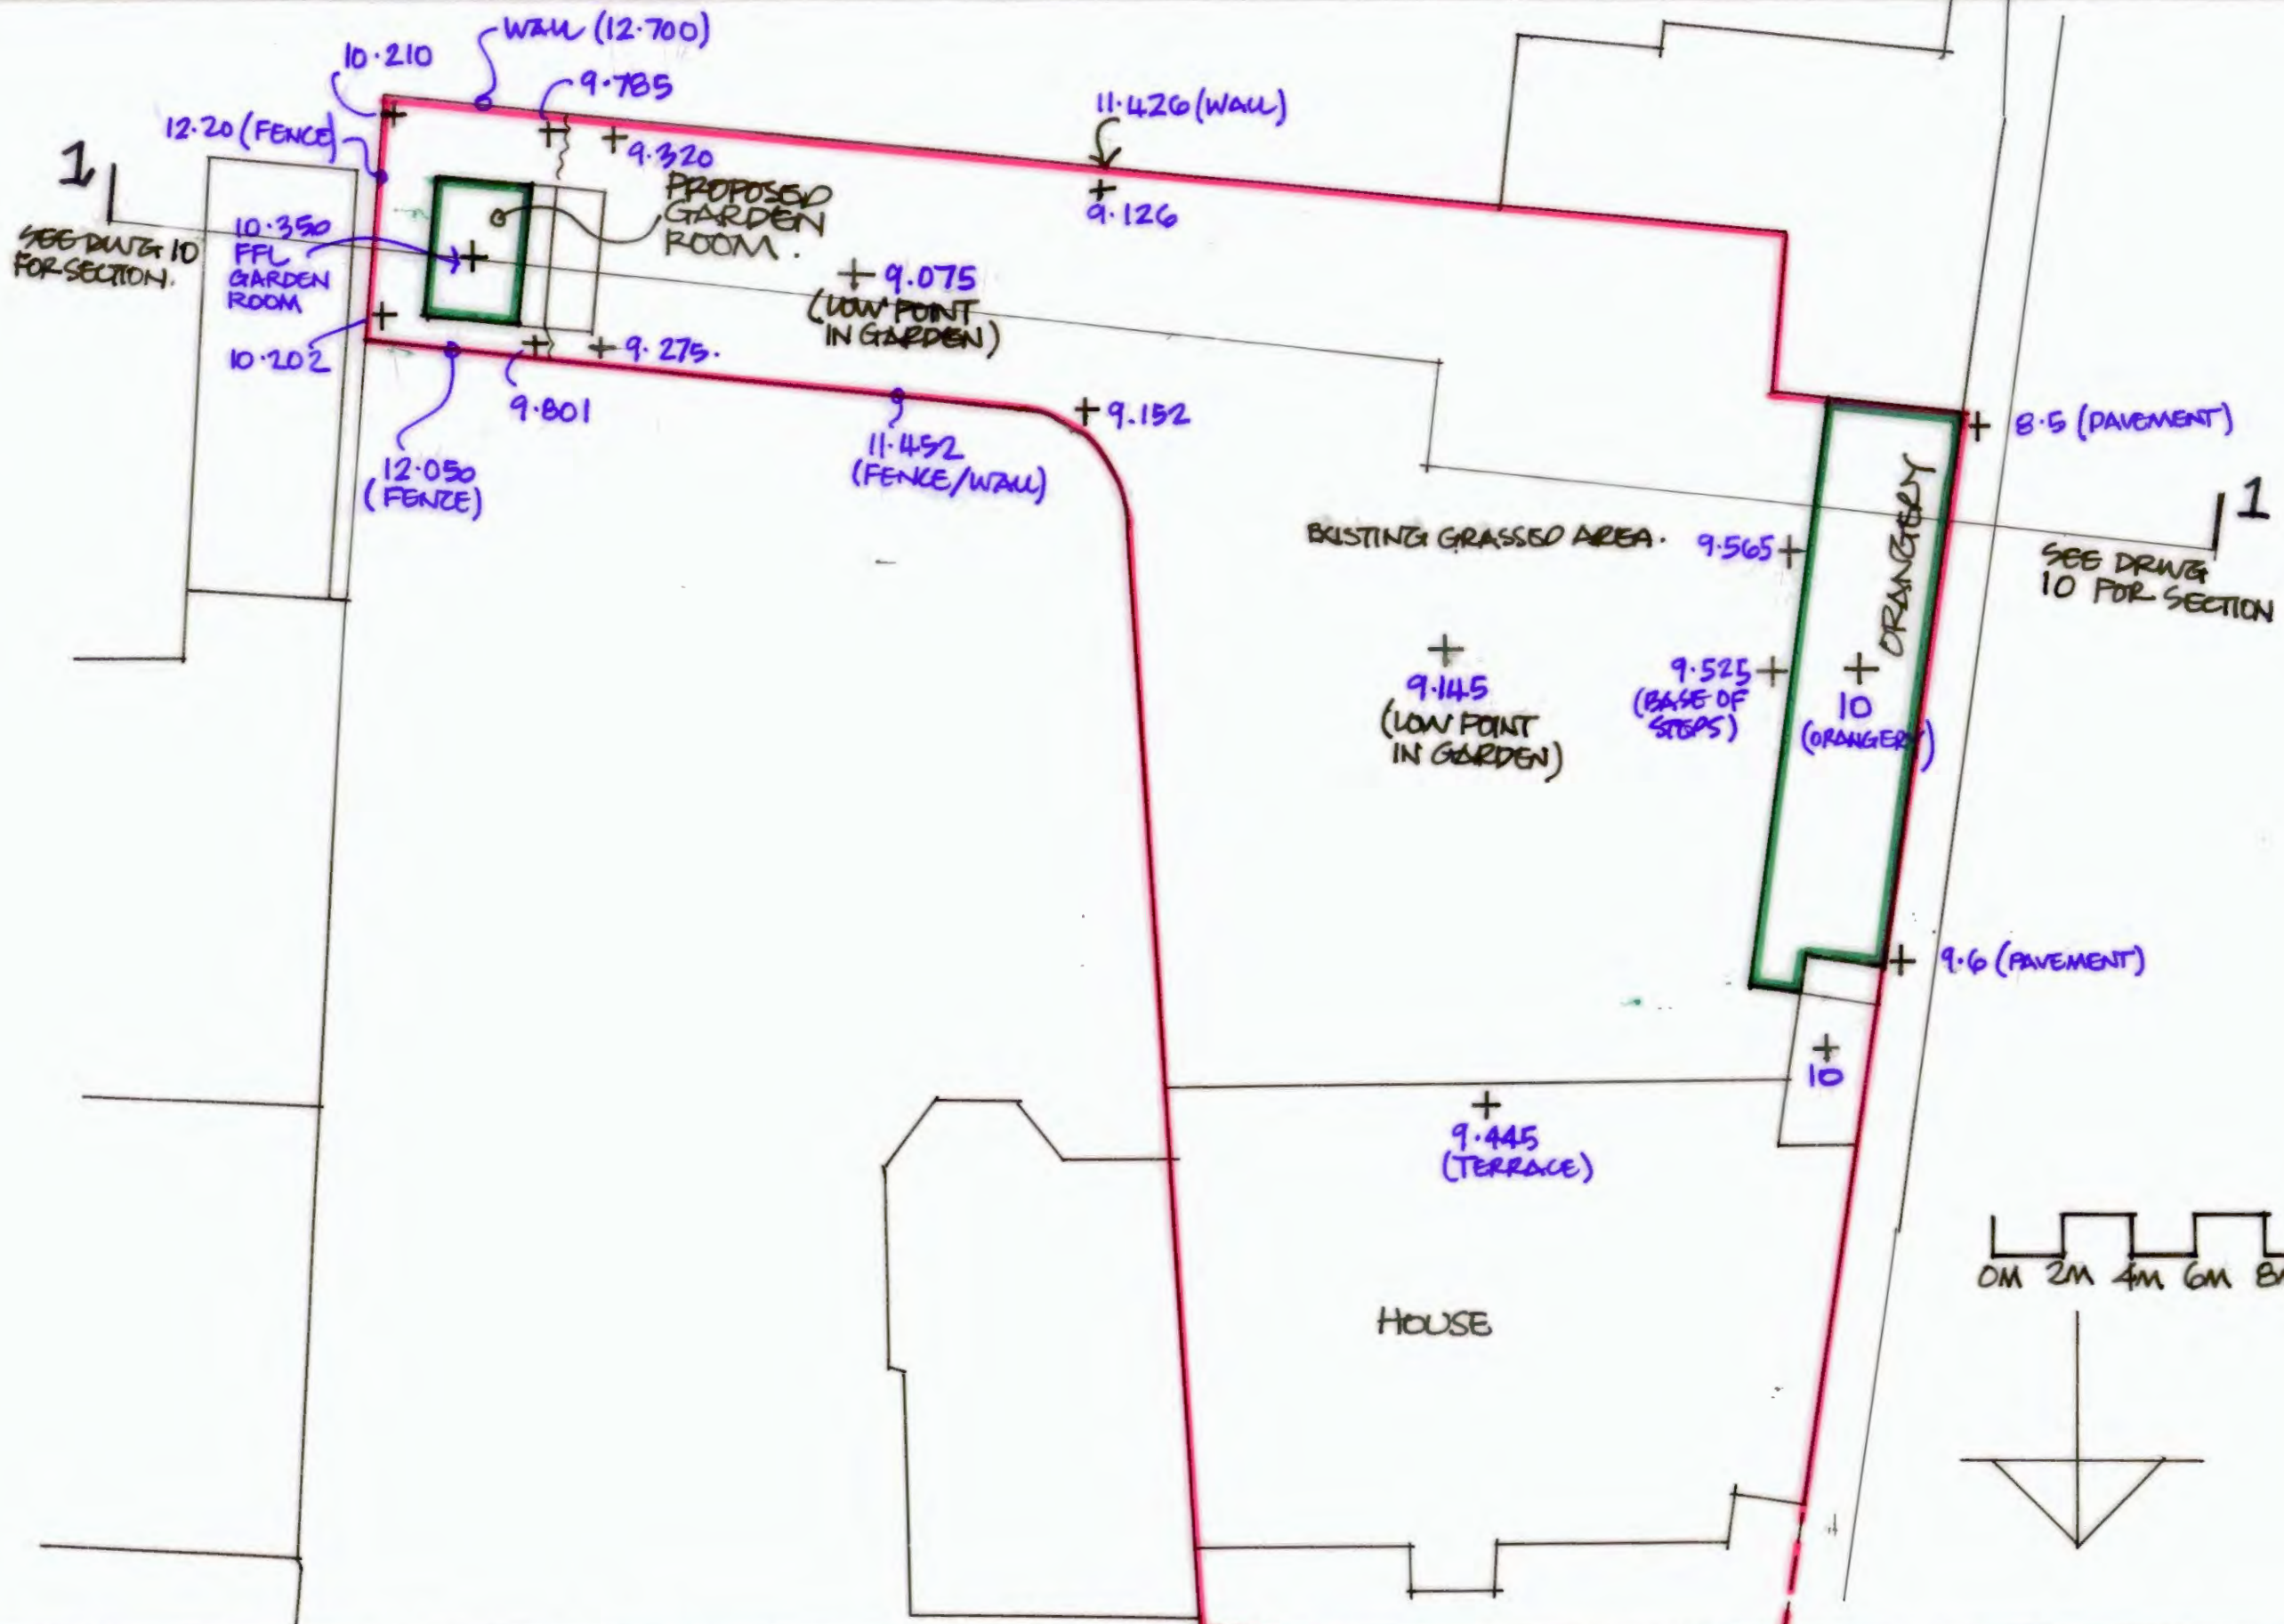 WALL (12.700)
10.210
9.785
11.426 (WALL)
12.20 (FENCE)
9.320
1
PROPOSED
GARDEN
ROOM.
9.126
SEE DWG 10
FOR SECTION.
10.350
FFL
GARDEN
ROOM
9.075
(LOW POINT
IN GARDEN)
10.202
9.275.
9.801
9.152
8.5 (PAVEMENT)
11.452
(FENCE/WALL)
12.050
(FENCE)
ORANGERY
1
EXISTING GRASSED AREA.
9.565
SEE DRWG
10 FOR SECTION
9.145
(LOW POINT
IN GARDEN)
9.525
(BASE OF
STEPS)
10
(ORANGERY)
9.6 (PAVEMENT)
10
9.445
(TERRACE)
0M 2M 4M 6M
HOUSE